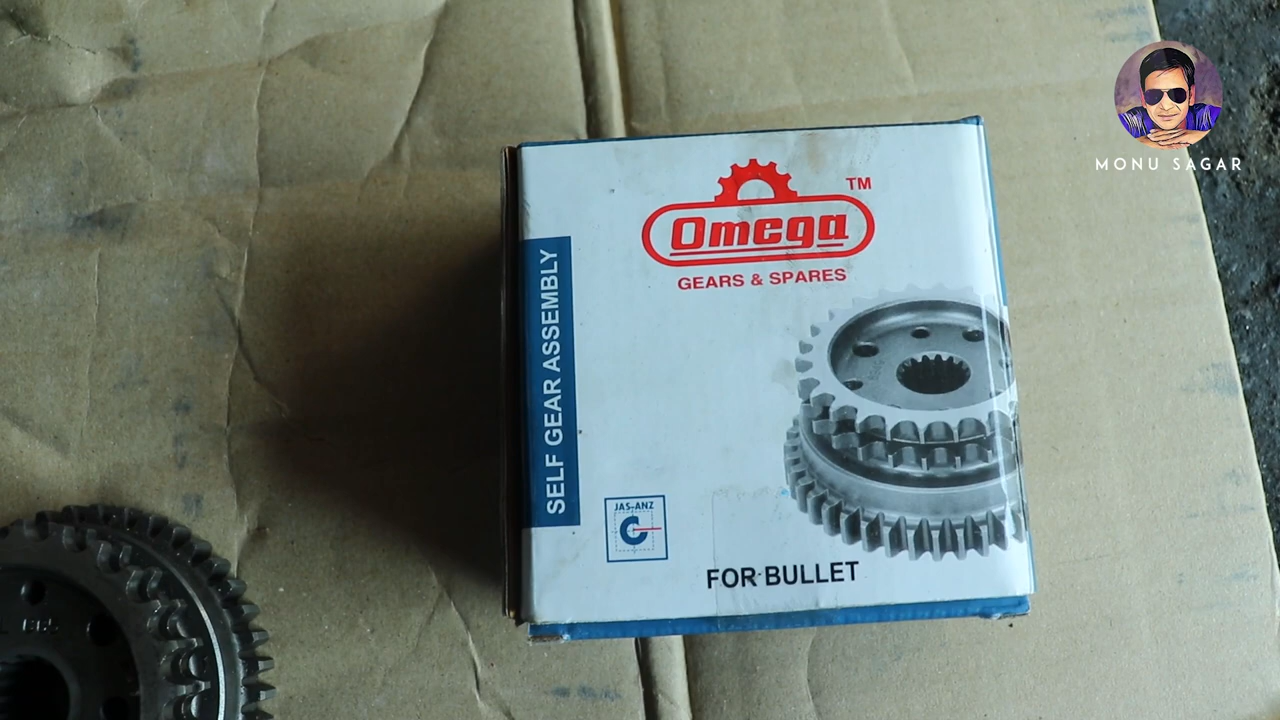 MONU SAGAR
Omega TM
GEARS & SPARES
SELF GEAR ASSEMBLY
JAS-ANZ
FOR BULLET